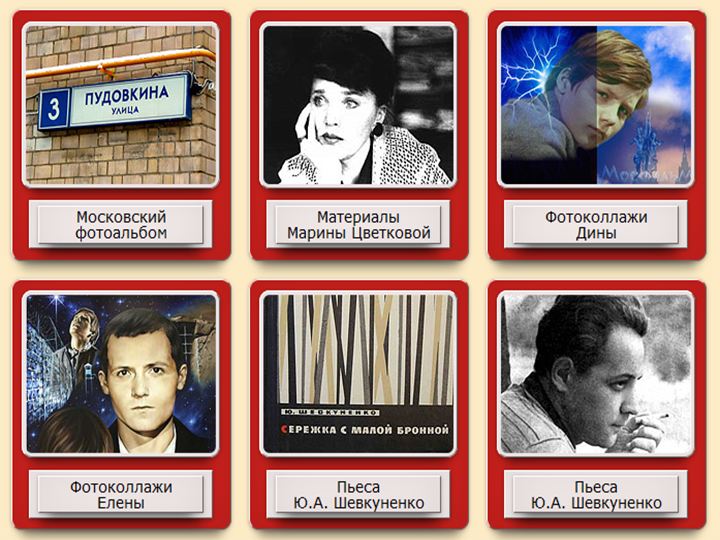 3
ПУДОВКИНА
УЛИЦА
Мосфильм
Московский
фотоальбом
Материалы
Марины Цветковой
Фотоколлажи
Дины
Ю. ШЕВКУНЕНКО
СЕРЕЖКА С МАЛОЙ БРОННОЙ
Фотоколлажи
Елены
Пьеса
Ю.А. Шевкуненко
Пьеса
Ю.А. Шевкуненко